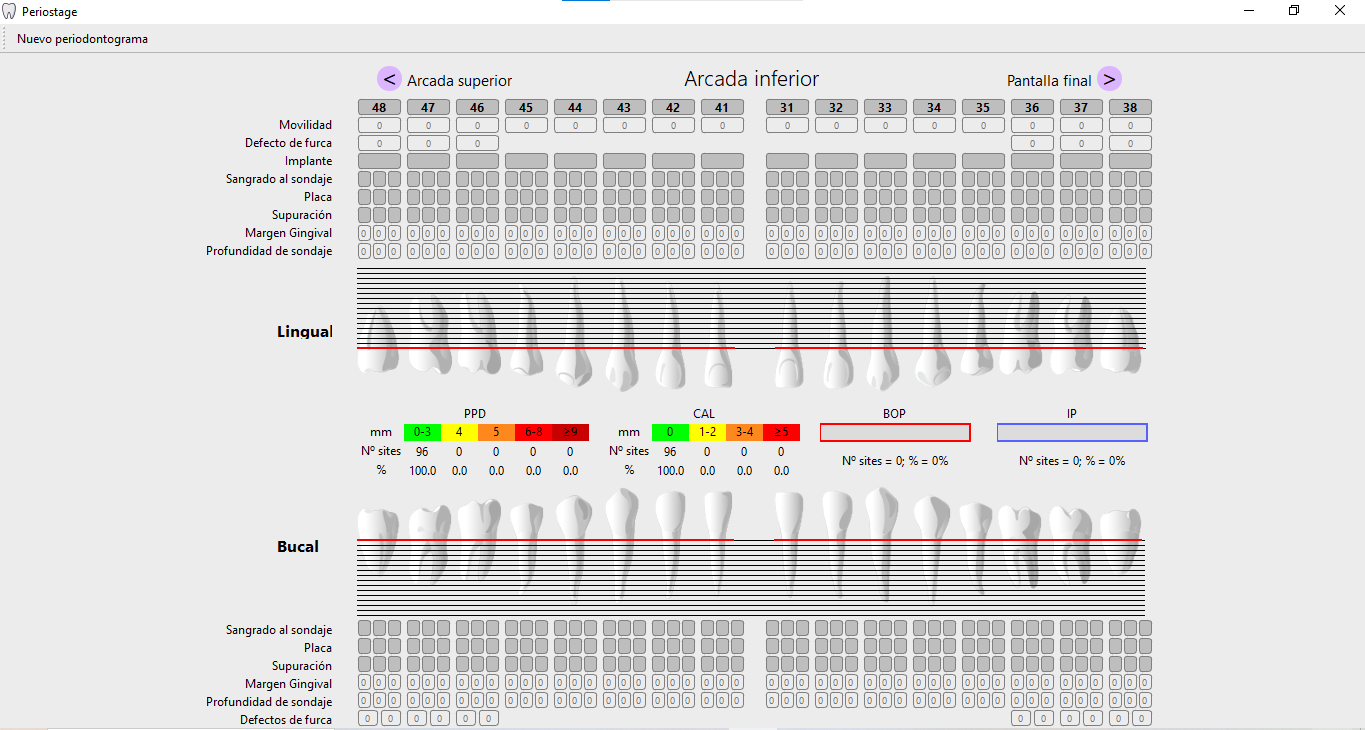 Periostage
Nuevo periodontograma
< Arcada superior Arcada inferior Pantalla final >
48 47 46 45 44 43 42 41 31 32 33 34 35 36 37 38
Movilidad 0 0 0 0 0 0 0 0 0 0 0 0 0 0 0 0
Defecto de furca 0 0 0 0 0 0
Implante
Sangrado al sondaje
Placa
Supuración
Margen Gingival 0 0 0 0 0 0 0 0 0 0 0 0 0 0 0 0 0 0 0 0 0 0 0 0 0 0 0 0 0 0 0 0 0 0 0 0 0 0 0 0 0 0 0 0 0 0 0 0
Profundidad de sondaje 0 0 0 0 0 0 0 0 0 0 0 0 0 0 0 0 0 0 0 0 0 0 0 0 0 0 0 0 0 0 0 0 0 0 0 0 0 0 0 0 0 0 0 0 0 0 0 0
Lingual
PPD CAL BOP IP
mm 0-3 4 5 6-8 ≥9 mm 0 1-2 3-4 ≥5
Nº sites 96 0 0 0 0 Nº sites 96 0 0 0 Nº sites = 0; % = 0% Nº sites = 0; % = 0%
% 100.0 0.0 0.0 0.0 0.0 % 100.0 0.0 0.0 0.0
Bucal
Sangrado al sondaje
Placa
Supuración
Margen Gingival 0 0 0 0 0 0 0 0 0 0 0 0 0 0 0 0 0 0 0 0 0 0 0 0 0 0 0 0 0 0 0 0 0 0 0 0 0 0 0 0 0 0 0 0 0 0 0 0
Profundidad de sondaje 0 0 0 0 0 0 0 0 0 0 0 0 0 0 0 0 0 0 0 0 0 0 0 0 0 0 0 0 0 0 0 0 0 0 0 0 0 0 0 0 0 0 0 0 0 0 0 0
Defectos de furca 0 0 0 0 0 0 0 0 0 0 0 0